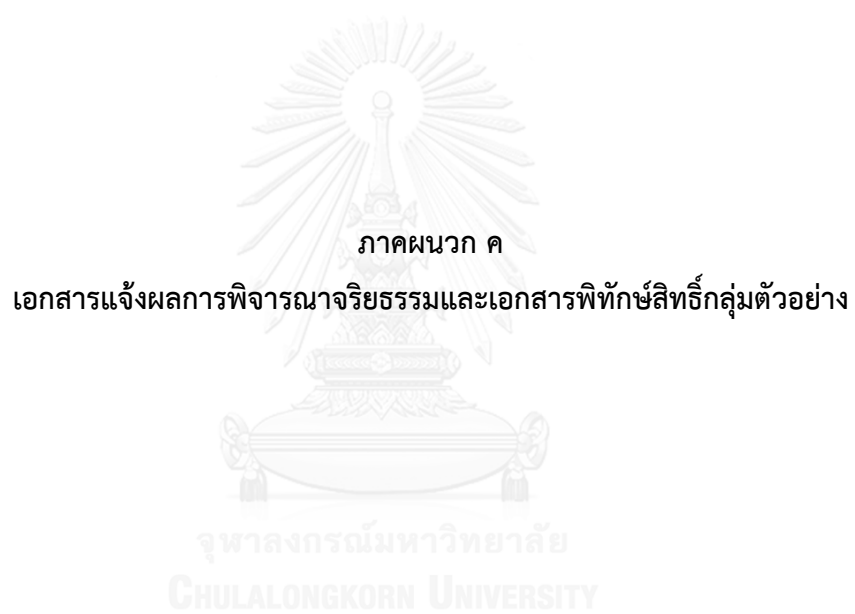 ภาคผนวก ค
เอกสารแจ้งผลการพิจารณาจริยธรรมและเอกสารพิทักษ์สิทธิ์กลุ่มตัวอย่าง
จุฬาลงกรณ์มหาวิทยาลัย
CHULALONGKORN UNIVERSITY